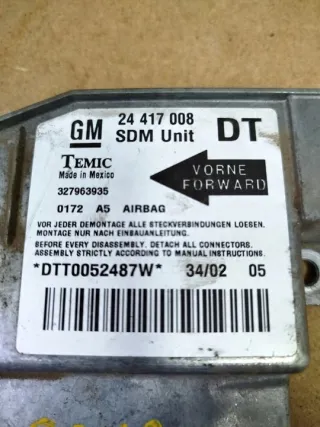 GM 24 417 008 DT
SDM Unit
TEMIC
Made in Mexico
VORNE
FORWARD
327963935
0172 A5 AIRBAG
VOR JEDER DEMONTAGE ALLE STECKVERBINDUNGEN LOESEN.
MONTAGE NUR NACH EINBAUANLEITUNG.
BEFORE EVERY DISASSEMBLY, DETACH ALL CONNECTORS.
ASSEMBLY STRICTLY ACCORDING TO MANUAL INSTRUCTIONS.
*DTT0052487W* 34/02 05